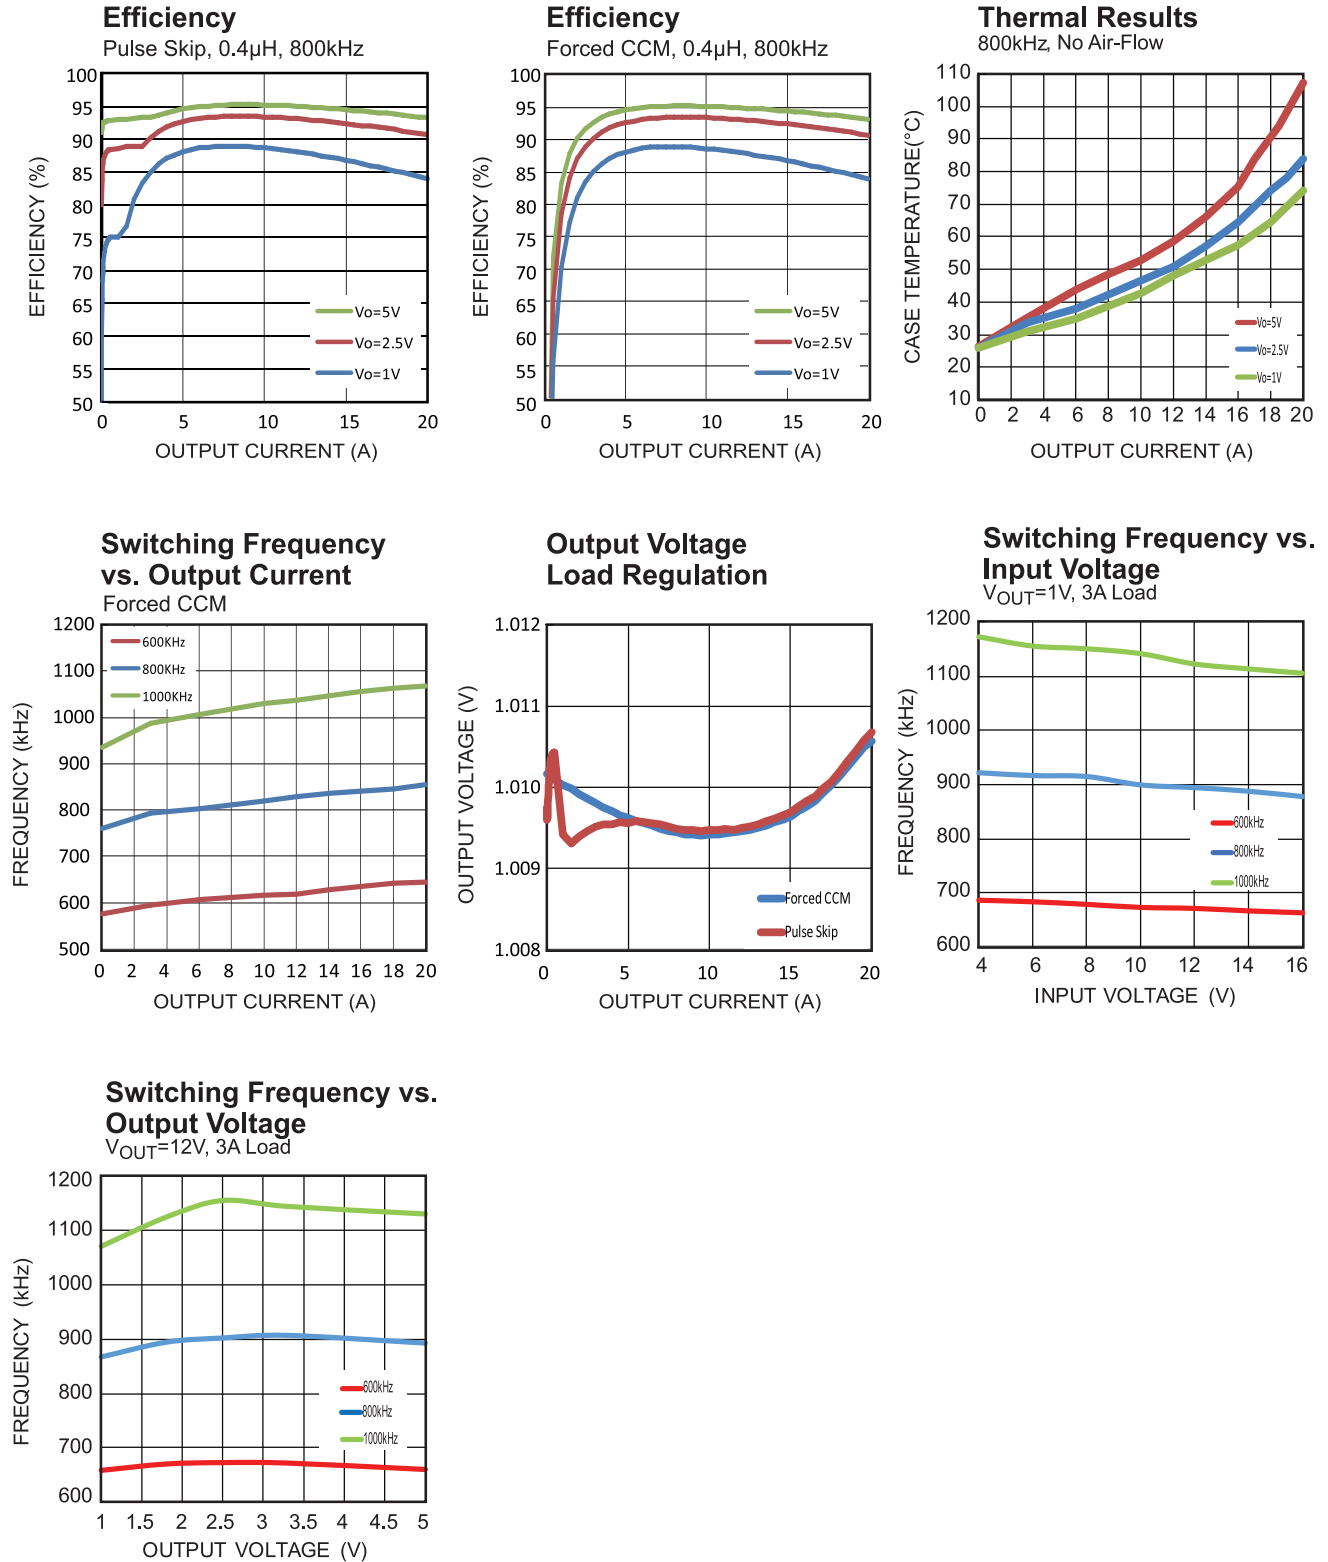 Efficiency
Pulse Skip, 0.4µH, 800kHz
EFFICIENCY (%)
100
95
90
85
80
75
70
65
60
55
50
Vo=5V
Vo=2.5V
Vo=1V
0 5 10 15 20
OUTPUT CURRENT (A)
Efficiency
Forced CCM, 0.4µH, 800kHz
EFFICIENCY (%)
100
95
90
85
80
75
70
65
60
55
50
Vo=5V
Vo=2.5V
Vo=1V
0 5 10 15 20
OUTPUT CURRENT (A)
Thermal Results
800kHz, No Air-Flow
CASE TEMPERATURE(°C)
110
100
90
80
70
60
50
40
30
20
10
Vo=5V
Vo=2.5V
Vo=1V
0 2 4 6 8 10 12 14 16 18 20
OUTPUT CURRENT (A)
Switching Frequency
vs. Output Current
Forced CCM
FREQUENCY (kHz)
1200
1100
1000
900
800
700
600
500
600KHz
800KHz
1000KHz
0 2 4 6 8 10 12 14 16 18 20
OUTPUT CURRENT (A)
Output Voltage
Load Regulation
OUTPUT VOLTAGE (V)
1.012
1.011
1.010
1.009
1.008
Forced CCM
Pulse Skip
0 5 10 15 20
OUTPUT CURRENT (A)
Switching Frequency vs.
Input Voltage
VOUT=1V, 3A Load
FREQUENCY (kHz)
1200
1100
1000
900
800
700
600
600kHz
800kHz
1000kHz
4 6 8 10 12 14 16
INPUT VOLTAGE (V)
Switching Frequency vs.
Output Voltage
VOUT=12V, 3A Load
FREQUENCY (kHz)
1200
1100
1000
900
800
700
600
600kHz
800kHz
1000kHz
1 1.5 2 2.5 3 3.5 4 4.5 5
OUTPUT VOLTAGE (V)